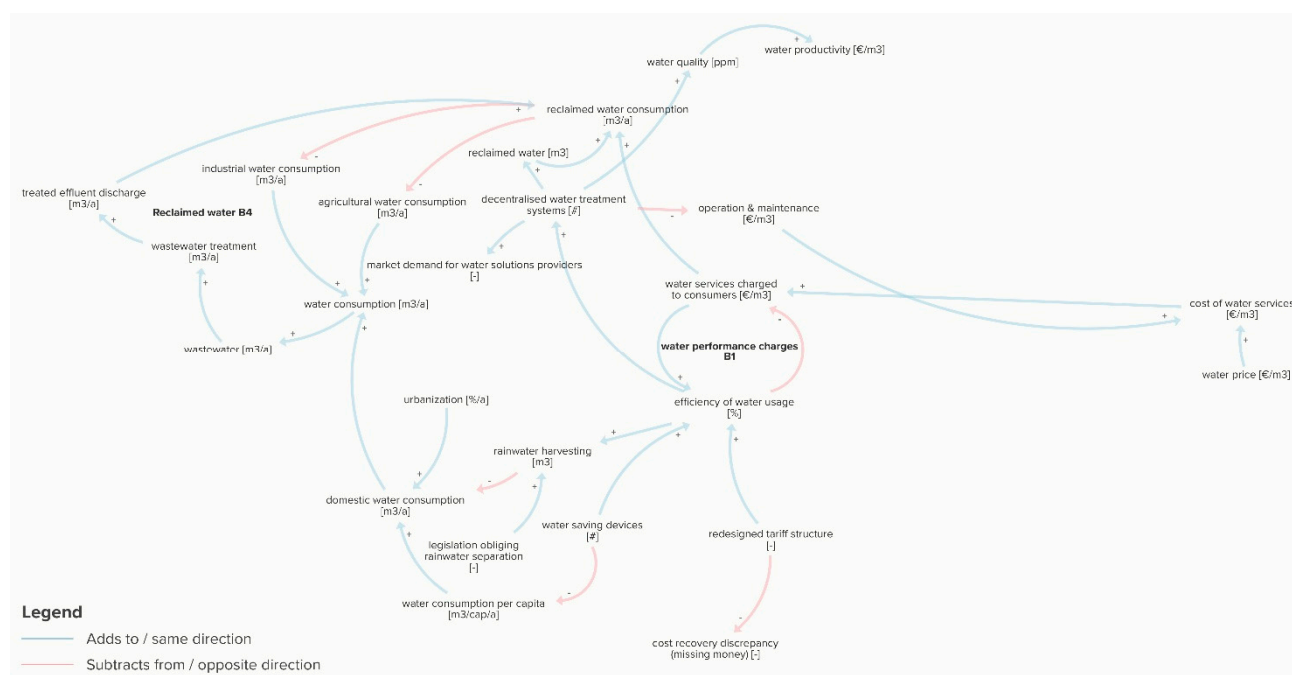 +
water productivity [€/m3]
water quality [ppm]
+
+
reclaimed water consumption
[m3/a]
+
+
reclaimed water [m3]
-
+
industrial water consumption
[m3/a]
-
treated effluent discharge
[m3/a]
agricultural water consumption
[m3/a]
decentralised water treatment
systems [#]
operation & maintenance
[€/m3]
-
Reclaimed water B4
+
+
+
wastewater treatment
[m3/a]
market demand for water solutions providers
[-]
+
+
+
water services charged
to consumers [€/m3]
+
water consumption [m3/a]
cost of water services
[€/m3]
+
-
+
+
+
wastewater [m3/a]
water performance charges
B1
water price [€/m3]
+
urbanization [%/a]
efficiency of water usage
[%]
+
+
+
rainwater harvesting
[m3]
+
-
+
domestic water consumption
[m3/a]
water saving devices
[#]
redesigned tariff structure
[-]
+
legislation obliging
rainwater separation
[-]
-
water consumption per capita
[m3/cap/a]
-
cost recovery discrepancy
(missing money) [-]
Legend
Adds to / same direction
Subtracts from / opposite direction